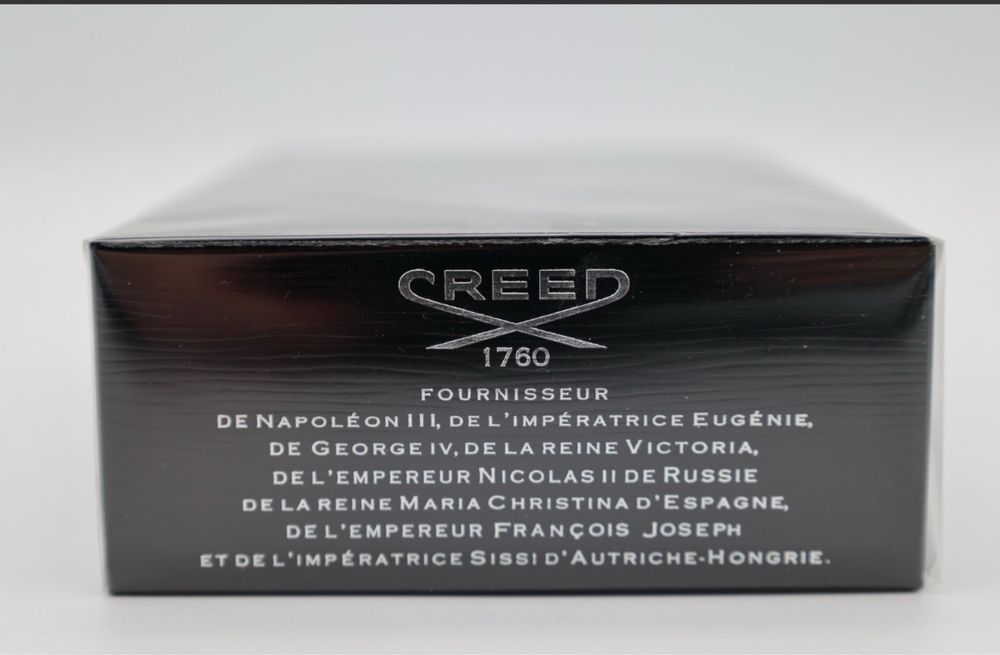 CREED
1760
FOURNISSEUR
DE NAPOLÉON III, DE L'IMPÉRATRICE EUGÉNIE,
DE GEORGE IV, DE LA REINE VICTORIA,
DE L'EMPEREUR NICOLAS II DE RUSSIE
DE LA REINE MARIA CHRISTINA D'ESPAGNE,
DE L'EMPEREUR FRANÇOIS JOSEPH
ET DE L'IMPÉRATRICE SISSI D'AUTRICHE-HONGRIE.